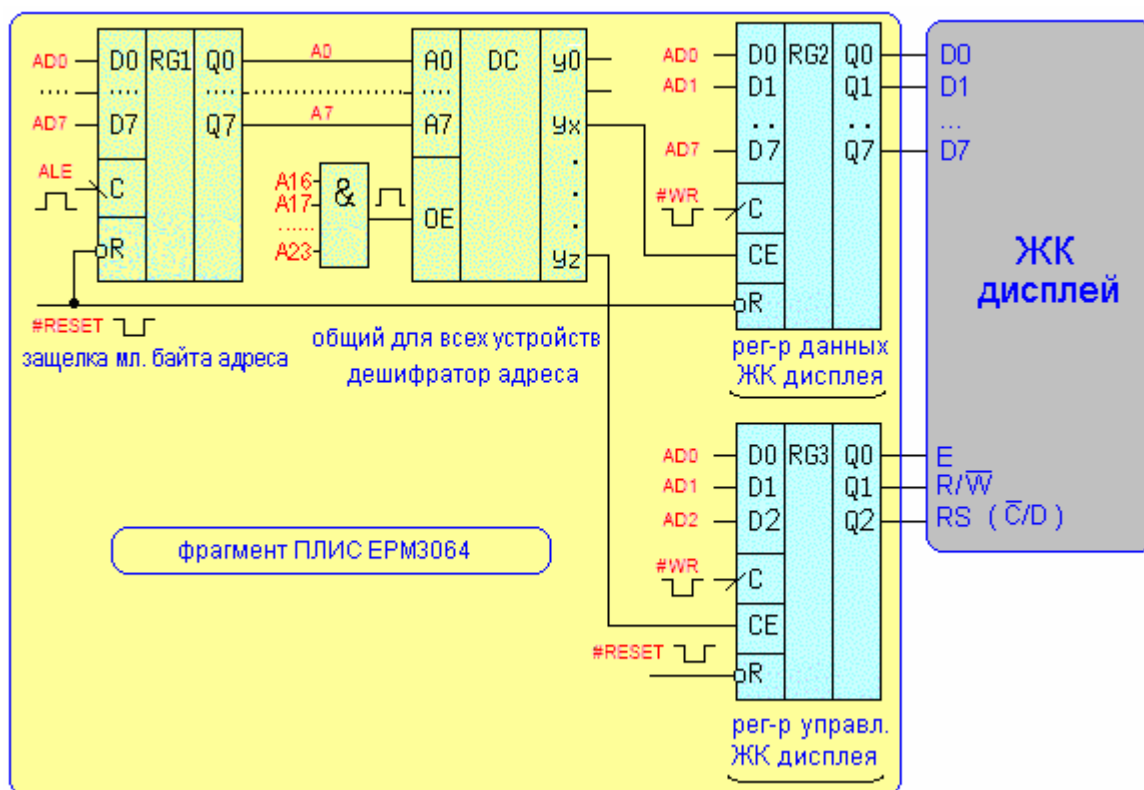 AD0 D0 RG1 Q0 A0 A0 DC y0
.... .... .... ....
AD7 D7 Q7 A7 A7 yx
ALE C
A16
A17 &
......
A23 OE yz
R
#RESET
защелка мл. байта адреса
общий для всех устройств
дешифратор адреса
AD0 D0 RG2 Q0 D0
AD1 D1 Q1 D1
.. .. ...
AD7 D7 Q7 D7
#WR C
CE
R
рег-р данных
ЖК дисплея
ЖК
дисплей
AD0 D0 RG3 Q0 E
AD1 D1 Q1 R/W̅
AD2 D2 Q2 RS ( C̅/D )
#WR C
CE
#RESET R
рег-р управл.
ЖК дисплея
фрагмент ПЛИС EPM3064